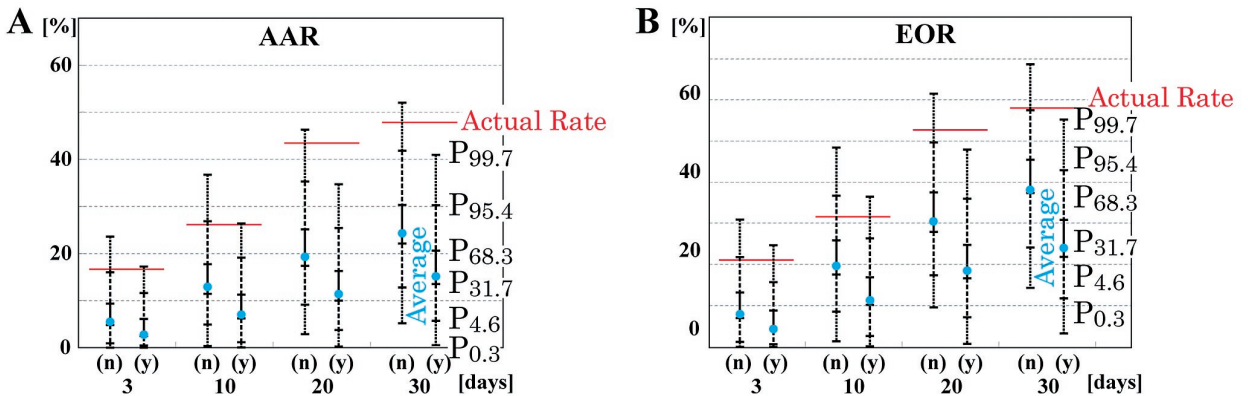 A [%] AAR
60
40
20
0
Actual Rate
P99.7
P95.4
P68.3
P31.7
P4.6
P0.3
Average
(n) (y) (n) (y) (n) (y) (n) (y)
3 10 20 30 [days]
B [%] EOR
60
40
20
0
Actual Rate
P99.7
P95.4
P68.3
P31.7
P4.6
P0.3
Average
(n) (y) (n) (y) (n) (y) (n) (y)
3 10 20 30 [days]